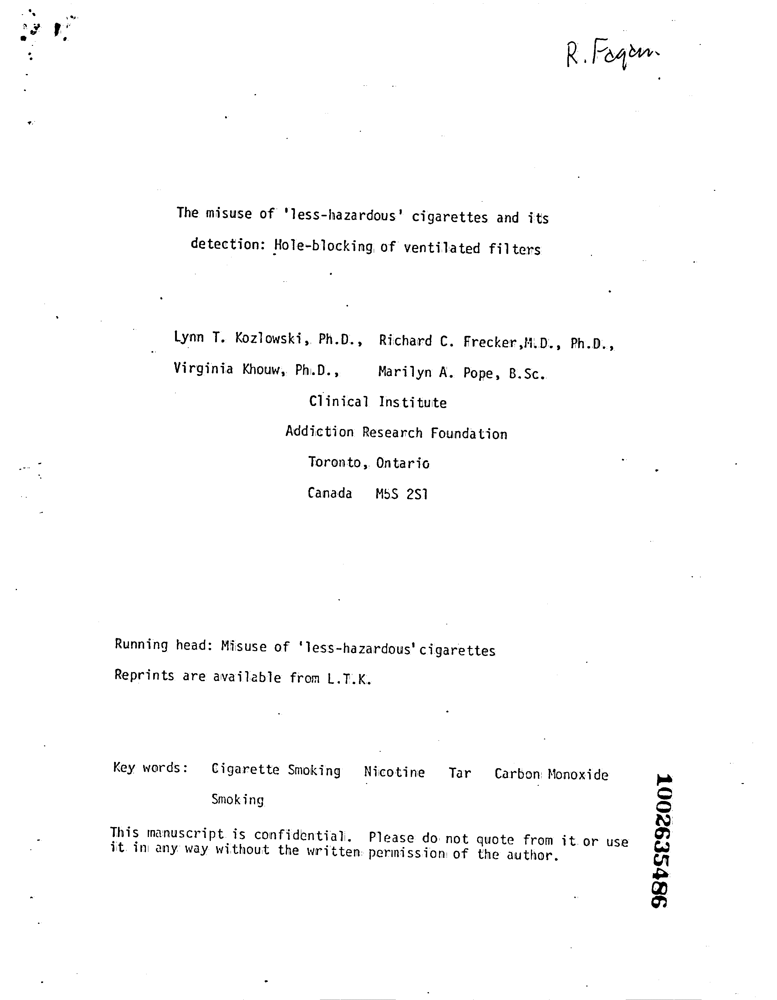 R. Fagan
The misuse of 'less-hazardous' cigarettes and its
detection: Hole-blocking of ventilated filters
Lynn T. Kozlowski, Ph.D., Richard C. Frecker, M.D., Ph.D.,
Virginia Khouw, Ph.D., Marilyn A. Pope, B.Sc.
Clinical Institute
Addiction Research Foundation
Toronto, Ontario
Canada M5S 2S1
Running head: Misuse of 'less-hazardous' cigarettes
Reprints are available from L.T.K.
Key words: Cigarette Smoking Nicotine Tar Carbon Monoxide
Smoking
This manuscript is confidential. Please do not quote from it or use
it in any way without the written permission of the author.
1002635486